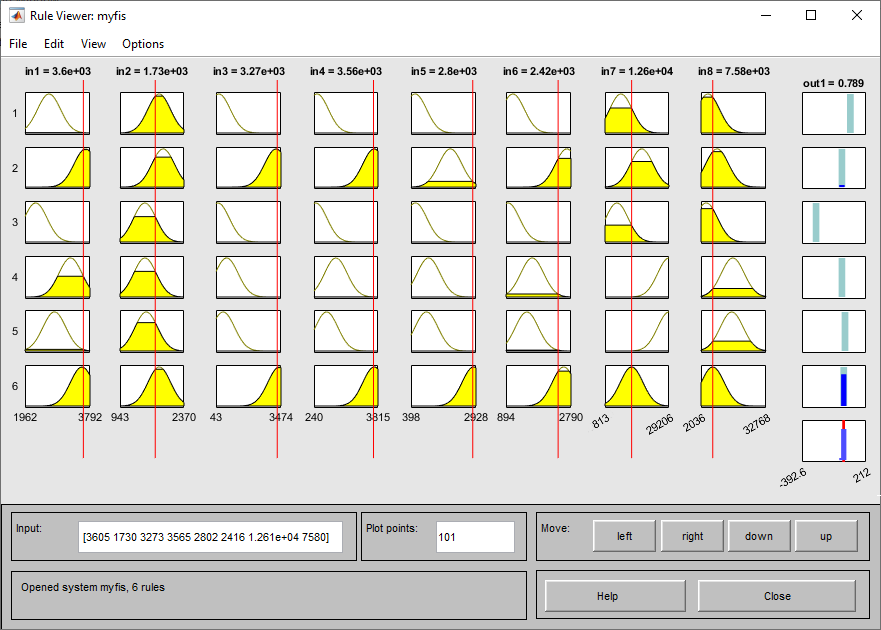 Rule Viewer: myfis
File Edit View Options
in1 = 3.6e+03 in2 = 1.73e+03 in3 = 3.27e+03 in4 = 3.56e+03 in5 = 2.8e+03 in6 = 2.42e+03 in7 = 1.26e+04 in8 = 7.58e+03
out1 = 0.789
1
2
3
4
5
6
1962 3792 943 2370 43 3474 240 3815 398 2928 894 2790 813 29206 2036 32768
-392.6 212
Input: [3605 1730 3273 3565 2802 2416 1.261e+04 7580] Plot points: 101 Move: left right down up
Opened system myfis, 6 rules
Help Close